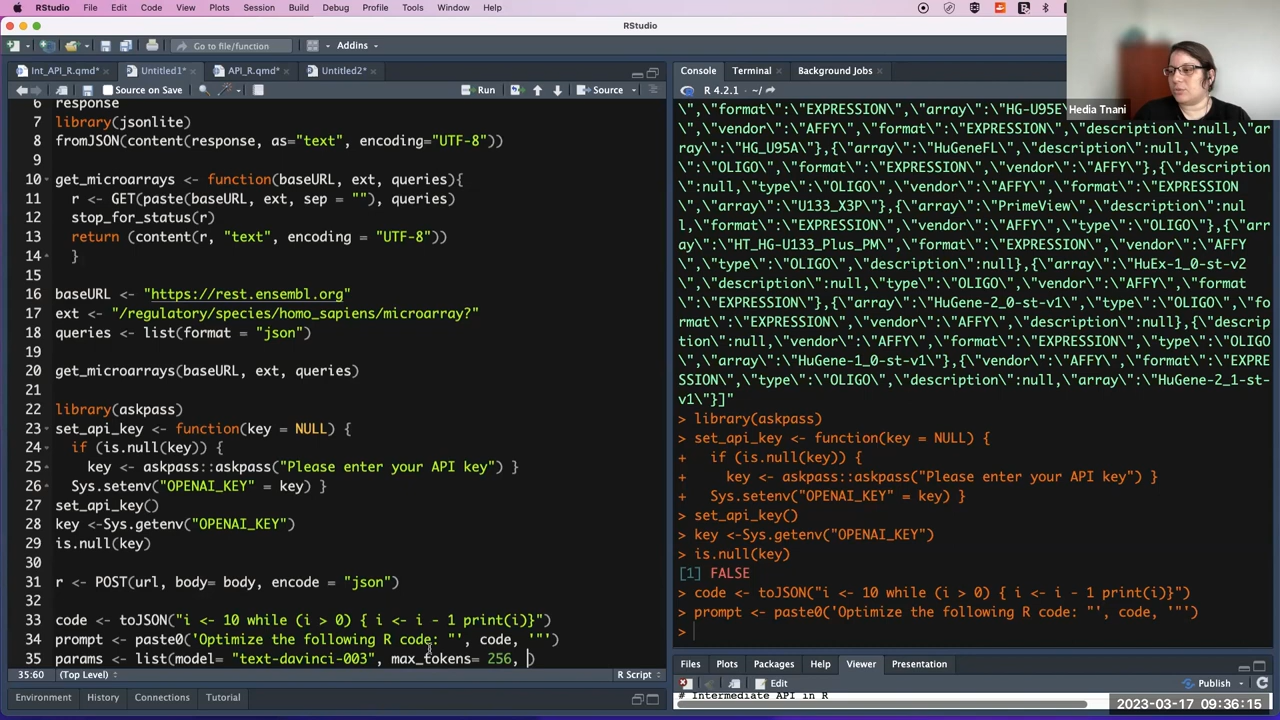 RStudio File Edit Code View Plots Session Build Debug Profile Tools Window Help
RStudio
Go to file/function Addins
Int_API_R.qmd* Untitled1* API_R.qmd* Untitled2*
Source on Save Run Source
6 response
7 library(jsonlite)
8 fromJSON(content(response, as="text", encoding="UTF-8"))
9
10 get_microarrays <- function(baseURL, ext, queries){
11 r <- GET(paste(baseURL, ext, sep = ""), queries)
12 stop_for_status(r)
13 return (content(r, "text", encoding = "UTF-8"))
14 }
15
16 baseURL <- "https://rest.ensembl.org"
17 ext <- "/regulatory/species/homo_sapiens/microarray?"
18 queries <- list(format = "json")
19
20 get_microarrays(baseURL, ext, queries)
21
22 library(askpass)
23 set_api_key <- function(key = NULL) {
24 if (is.null(key)) {
25 key <- askpass::askpass("Please enter your API key") }
26 Sys.setenv("OPENAI_KEY" = key) }
27 set_api_key()
28 key <-Sys.getenv("OPENAI_KEY")
29 is.null(key)
30
31 r <- POST(url, body= body, encode = "json")
32
33 code <- toJSON("i <- 10 while (i > 0) { i <- i - 1 print(i)}")
34 prompt <- paste0('Optimize the following R code: "', code, '"')
35 params <- list(model= "text-davinci-003", max_tokens= 256, )
35:60 (Top Level) R Script
Environment History Connections Tutorial
Console Terminal Background Jobs
R 4.2.1 · ~/
\",\"format\":\"EXPRESSION\",\"array\":\"HG-U95E
\",\"vendor\":\"AFFY\",\"format\":\"EXPRESSION\",\"description\":null,\"ar
array\":\"HG_U95A\"},{\"array\":\"HuGeneFL\",\"description\":null,\"type
\":\"OLIGO\",\"format\":\"EXPRESSION\",\"vendor\":\"AFFY\"},{\"description
\":null,\"type\":\"OLIGO\",\"vendor\":\"AFFY\",\"format\":\"EXPRESSION
\",\"array\":\"U133_X3P\"},{\"array\":\"PrimeView\",\"description\":nul
l,\"format\":\"EXPRESSION\",\"vendor\":\"AFFY\",\"type\":\"OLIGO\"},{\"arr
ay\":\"HT_HG-U133_Plus_PM\",\"format\":\"EXPRESSION\",\"vendor\":\"AFFY
\",\"type\":\"OLIGO\",\"description\":null},{\"array\":\"HuEx-1_0-st-v2
\",\"description\":null,\"type\":\"OLIGO\",\"vendor\":\"AFFY\",\"format\":
\"EXPRESSION\"},{\"array\":\"HuGene-2_0-st-v1\",\"type\":\"OLIGO\",\"fo
rmat\":\"EXPRESSION\",\"vendor\":\"AFFY\",\"description\":null},{\"descrip
tion\":null,\"vendor\":\"AFFY\",\"format\":\"EXPRESSION\",\"type\":\"OLIGO
\",\"array\":\"HuGene-1_0-st-v1\"},{\"vendor\":\"AFFY\",\"format\":\"EXPRE
SSION\",\"type\":\"OLIGO\",\"description\":null,\"array\":\"HuGene-2_1-st-
v1\"}]"
> library(askpass)
> set_api_key <- function(key = NULL) {
+ if (is.null(key)) {
+ key <- askpass::askpass("Please enter your API key") }
+ Sys.setenv("OPENAI_KEY" = key) }
> set_api_key()
> key <-Sys.getenv("OPENAI_KEY")
> is.null(key)
[1] FALSE
> code <- toJSON("i <- 10 while (i > 0) { i <- i - 1 print(i)}")
> prompt <- paste0('Optimize the following R code: "', code, '"')
>
Files Plots Packages Help Viewer Presentation
Edit Publish
# Intermediate API in R
Hedia Tnani
2023-03-17 09:36:15